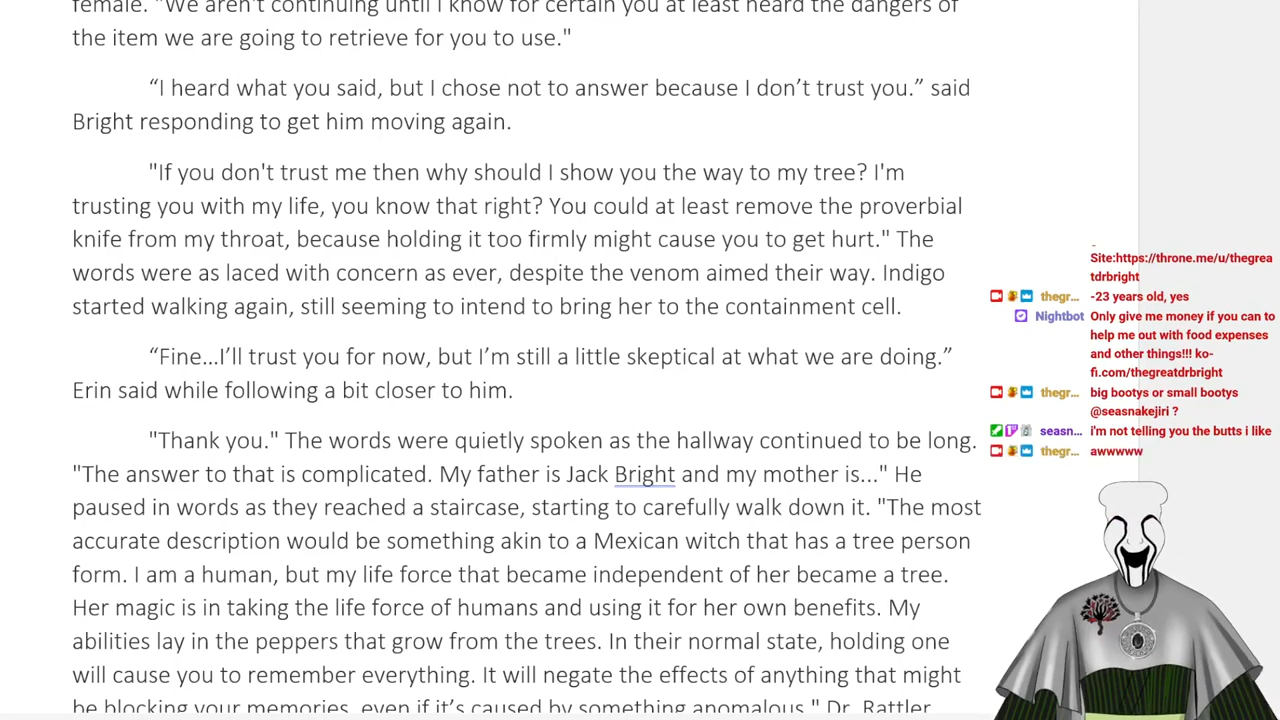 female. "We aren't continuing until I know for certain you at least heard the dangers of
the item we are going to retrieve for you to use."
“I heard what you said, but I chose not to answer because I don’t trust you.” said
Bright responding to get him moving again.
"If you don't trust me then why should I show you the way to my tree? I'm
trusting you with my life, you know that right? You could at least remove the proverbial
knife from my throat, because holding it too firmly might cause you to get hurt." The
words were as laced with concern as ever, despite the venom aimed their way. Indigo
started walking again, still seeming to intend to bring her to the containment cell.
“Fine...I’ll trust you for now, but I’m still a little skeptical at what we are doing.”
Erin said while following a bit closer to him.
"Thank you." The words were quietly spoken as the hallway continued to be long.
"The answer to that is complicated. My father is Jack Bright and my mother is..." He
paused in words as they reached a staircase, starting to carefully walk down it. "The most
accurate description would be something akin to a Mexican witch that has a tree person
form. I am a human, but my life force that became independent of her became a tree.
Her magic is in taking the life force of humans and using it for her own benefits. My
abilities lay in the peppers that grow from the trees. In their normal state, holding one
will cause you to remember everything. It will negate the effects of anything that might
be blocking your memories, even if it’s caused by something anomalous." Dr. Rattler
Site:https://throne.me/u/thegrea
tdrbright
thegr... -23 years old, yes
Nightbot Only give me money if you can to
help me out with food expenses
and other things!!! ko-
fi.com/thegreatdrbright
thegr... big bootys or small bootys
@seasnakejiri ?
seasn... i'm not telling you the butts i like
thegr... awwwww